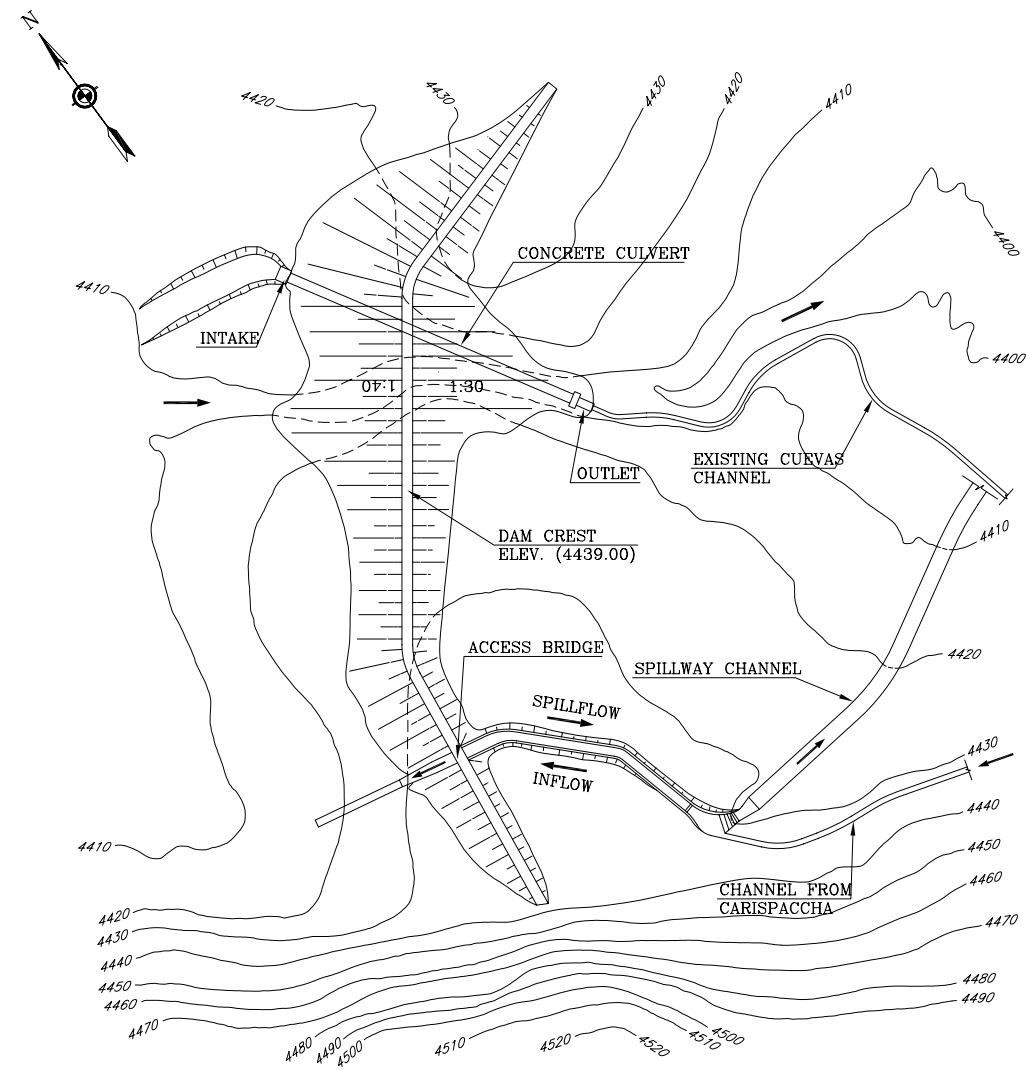 N
4420
4430
4430
4420
4410
4400
CONCRETE CULVERT
4410
INTAKE
4400
1:40
1:30
EXISTING CUEVAS
CHANNEL
OUTLET
DAM CREST
ELEV. (4439.00)
4410
ACCESS BRIDGE
4420
SPILLWAY CHANNEL
SPILLFLOW
INFLOW
4430
4440
4410
4450
4460
CHANNEL FROM
CARISPACCHA
4420
4430
4470
4440
4450
4480
4460
4490
4470
4480
4490
4500
4510
4520
4520
4510
4500